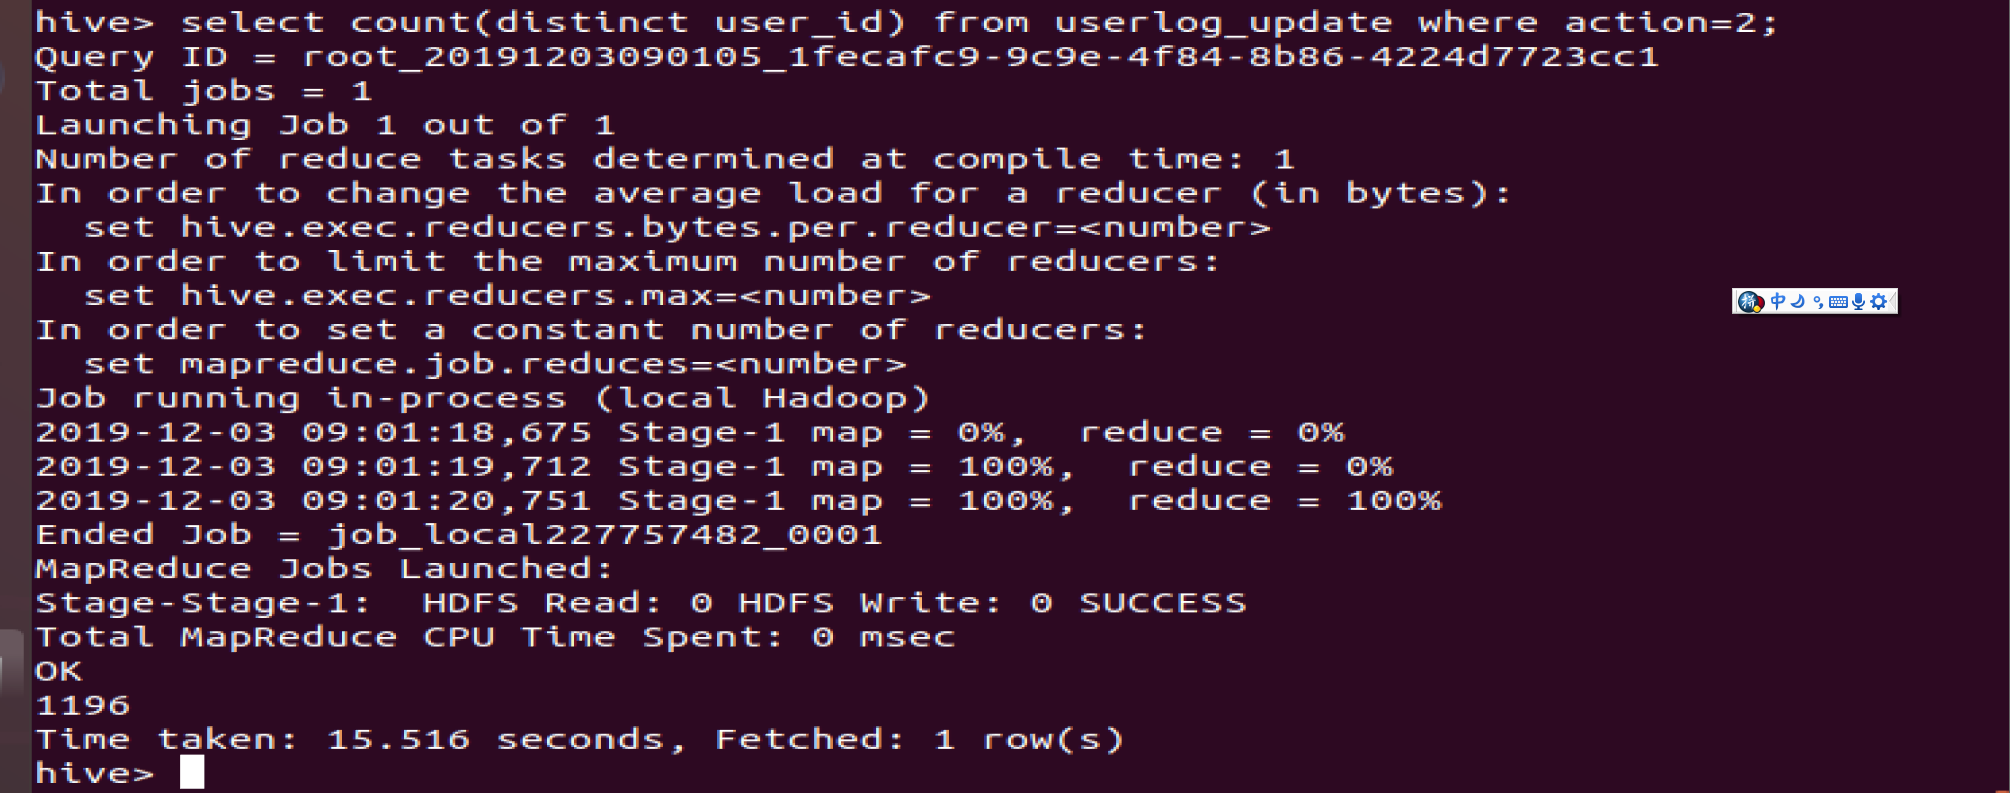 hive> select count(distinct user_id) from userlog_update where action=2;
Query ID = root_20191203090105_1fecafc9-9c9e-4f84-8b86-4224d7723cc1
Total jobs = 1
Launching Job 1 out of 1
Number of reduce tasks determined at compile time: 1
In order to change the average load for a reducer (in bytes):
  set hive.exec.reducers.bytes.per.reducer=<number>
In order to limit the maximum number of reducers:
  set hive.exec.reducers.max=<number>
拼 中
In order to set a constant number of reducers:
  set mapreduce.job.reduces=<number>
Job running in-process (local Hadoop)
2019-12-03 09:01:18,675 Stage-1 map = 0%,  reduce = 0%
2019-12-03 09:01:19,712 Stage-1 map = 100%,  reduce = 0%
2019-12-03 09:01:20,751 Stage-1 map = 100%,  reduce = 100%
Ended Job = job_local227757482_0001
MapReduce Jobs Launched:
Stage-Stage-1:  HDFS Read: 0 HDFS Write: 0 SUCCESS
Total MapReduce CPU Time Spent: 0 msec
OK
1196
Time taken: 15.516 seconds, Fetched: 1 row(s)
hive>